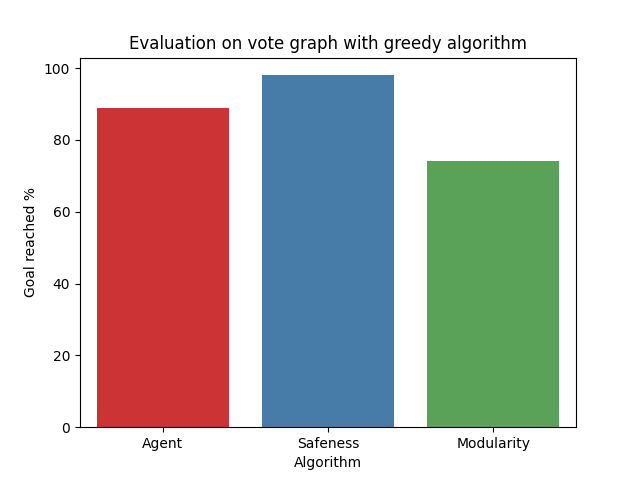 Evaluation on vote graph with greedy algorithm
100
80
60
40
20
0
Goal reached %
Agent
Safeness
Modularity
Algorithm